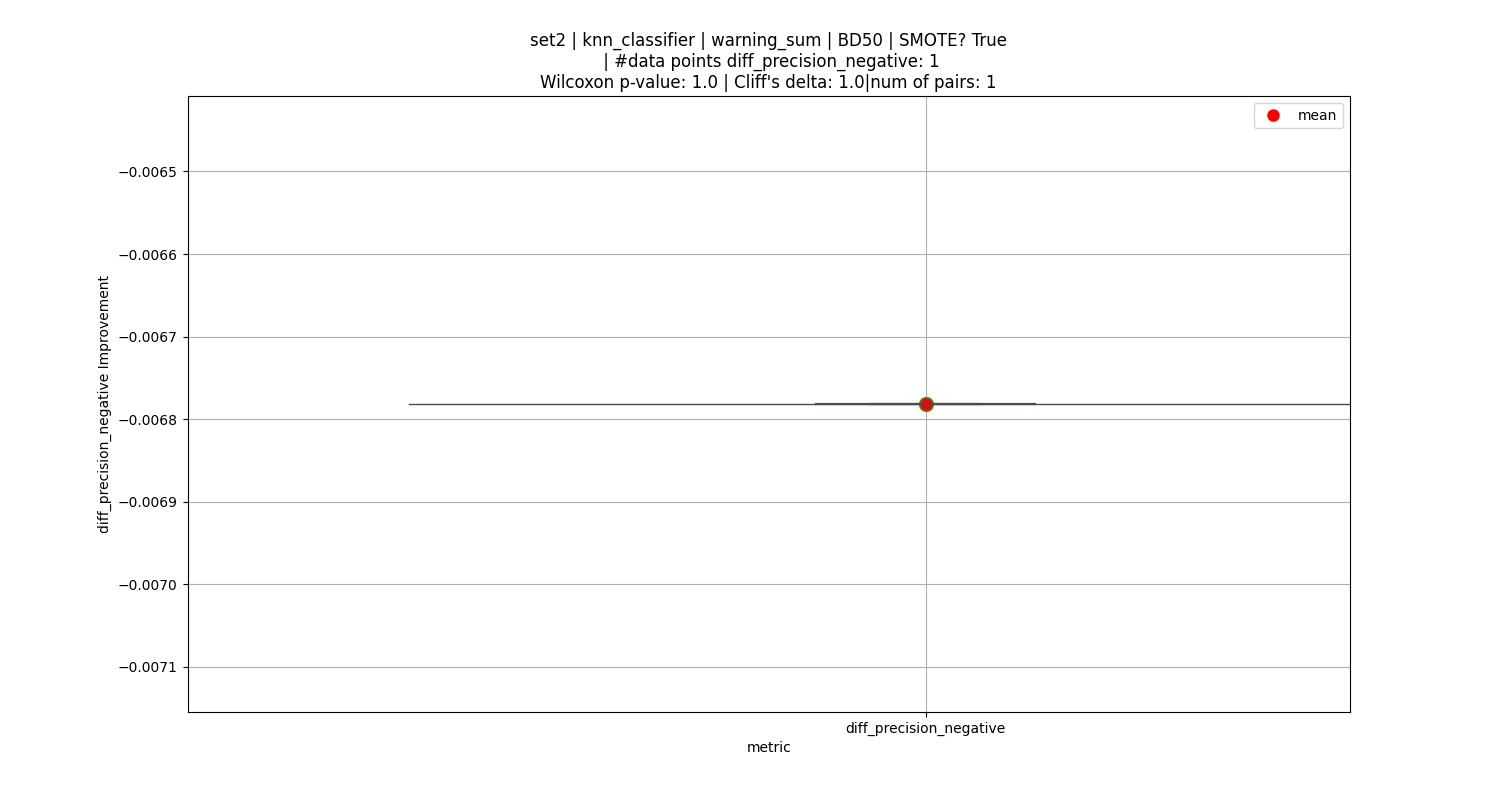 set2 | knn_classifier | warning_sum | BD50 | SMOTE? True
| #data points diff_precision_negative: 1
Wilcoxon p-value: 1.0 | Cliff's delta: 1.0|num of pairs: 1
mean
−0.0065
−0.0066
−0.0067
−0.0068
−0.0069
−0.0070
−0.0071
diff_precision_negative Improvement
diff_precision_negative
metric